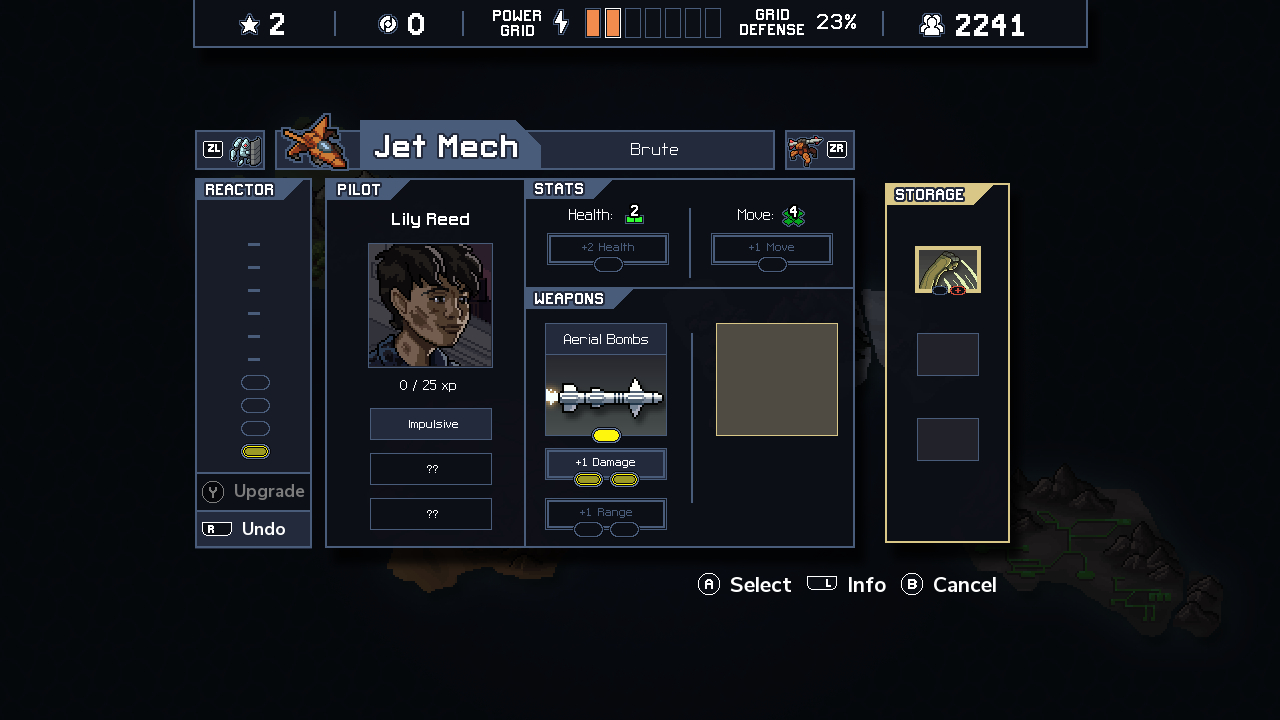 2
0
POWER
GRID
GRID
DEFENSE
23%
2241
ZL
Jet Mech
Brute
ZR
REACTOR
PILOT
STATS
STORAGE
Lily Reed
Health: 2
Move: 4
+2 Health
+1 Move
WEAPONS
Aerial Bombs
0 / 25 xp
Impulsive
+1 Damage
??
Y Upgrade
+1 Range
??
R Undo
A Select
L Info
B Cancel